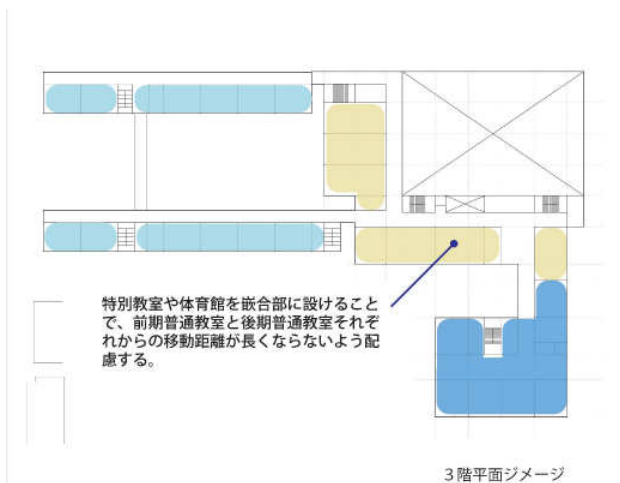 特別教室や体育館を嵌合部に設けること
で、前期普通教室と後期普通教室それぞ
れからの移動距離が長くならないよう配
慮する。
３階平面ジメージ